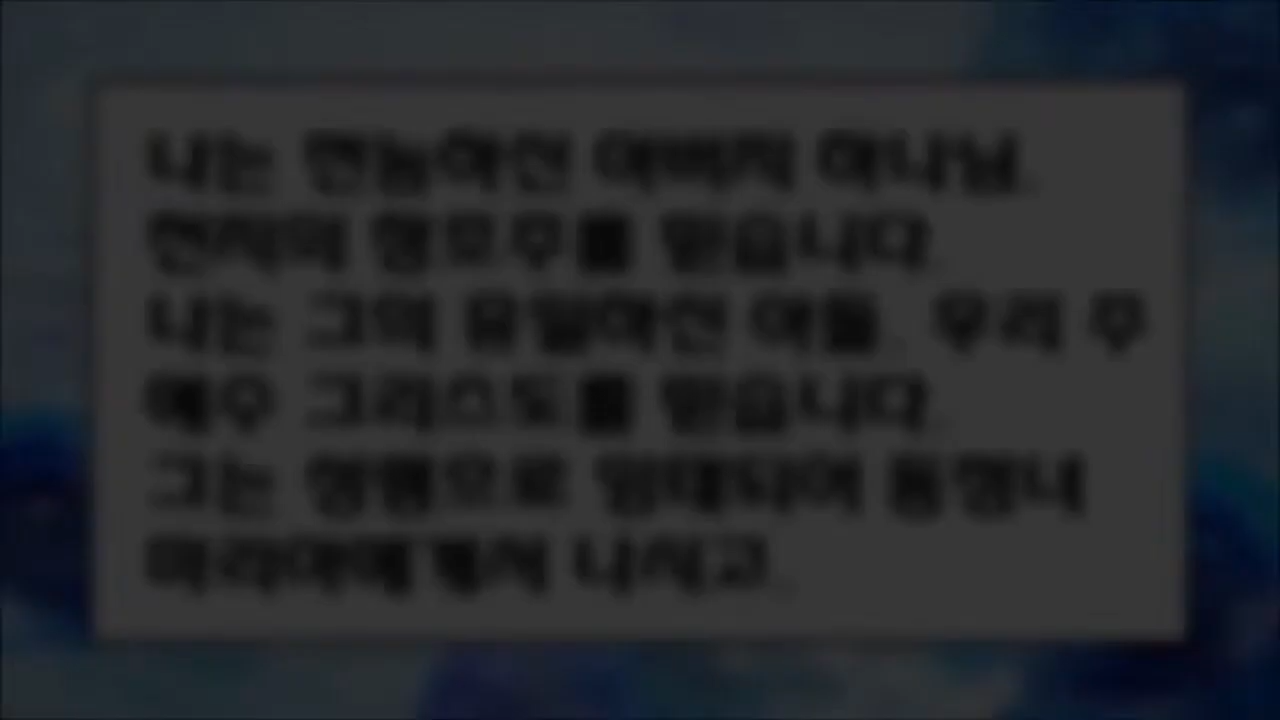 나는 전능하신 아버지 하나님,
천지의 창조주를 믿습니다.
나는 그의 유일하신 아들, 우리 주
예수 그리스도를 믿습니다.
그는 성령으로 잉태되어 동정녀
마리아에게서 나시고,